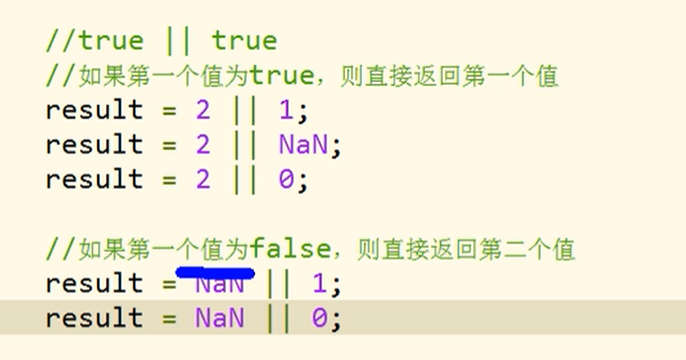 //true || true
//如果第一个值为true，则直接返回第一个值
result = 2 || 1;
result = 2 || NaN;
result = 2 || 0;
//如果第一个值为false，则直接返回第二个值
result = NaN || 1;
result = NaN || 0;